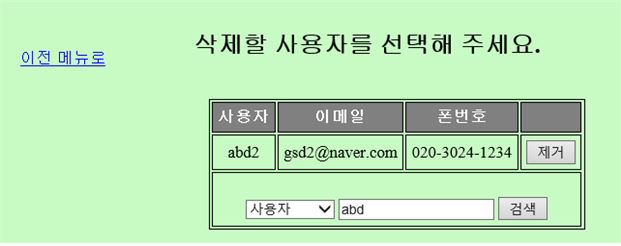 삭제할 사용자를 선택해 주세요.
이전 메뉴로
사용자 이메일 폰번호
abd2 gsd2@naver.com 020-3024-1234 제거
사용자 abd 검색